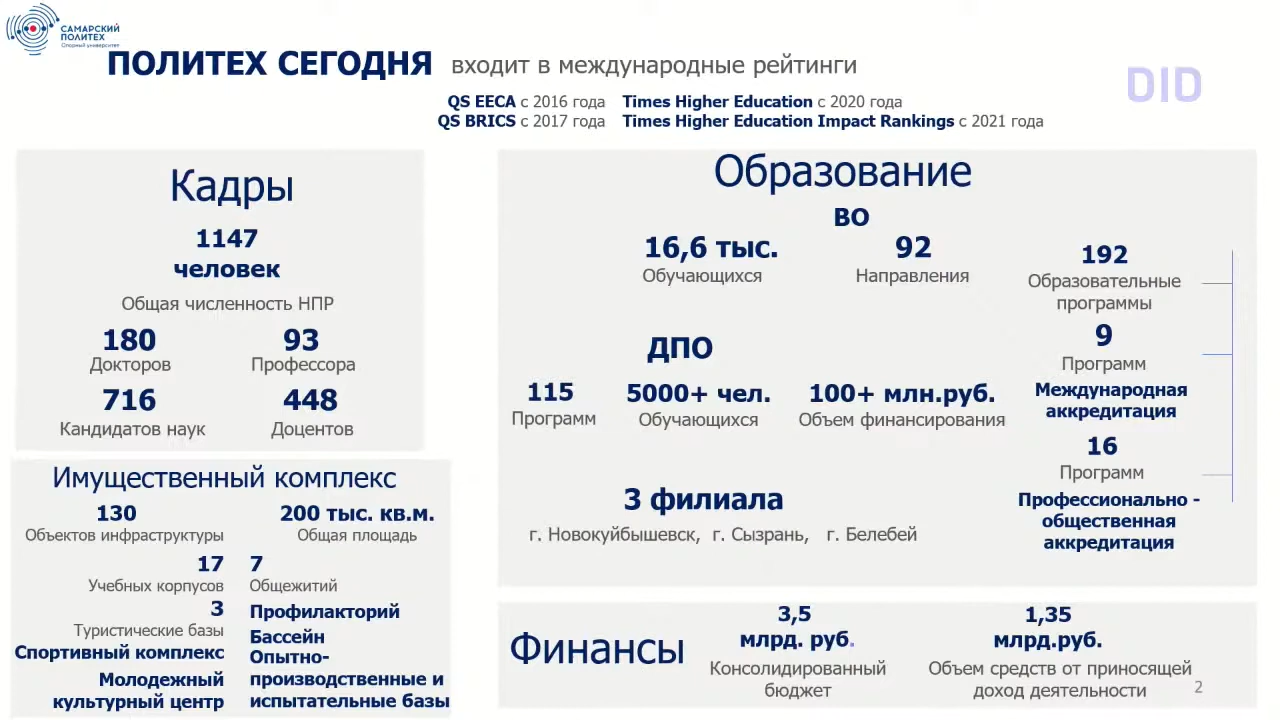 САМАРСКИЙ
ПОЛИТЕХ
Опорный университет
ПОЛИТЕХ СЕГОДНЯ входит в международные рейтинги
DID
QS EECA с 2016 года Times Higher Education с 2020 года
QS BRICS с 2017 года Times Higher Education Impact Rankings с 2021 года
Кадры
1147
человек
Общая численность НПР
180 93
Докторов Профессора
716 448
Кандидатов наук Доцентов
Имущественный комплекс
130 200 тыс. кв.м.
Объектов инфраструктуры Общая площадь
17 7
Учебных корпусов Общежитий
3
Туристические базы
Спортивный комплекс
Молодежный
культурный центр
Профилакторий
Бассейн
Опытно-
производственные и
испытательные базы
Образование
ВО
16,6 тыс. 92
Обучающихся Направления
192
Образовательные
программы
9
Программ
Международная
аккредитация
16
Программ
Профессионально -
общественная
аккредитация
ДПО
115 5000+ чел. 100+ млн.руб.
Программ Обучающихся Объем финансирования
3 филиала
г. Новокуйбышевск, г. Сызрань, г. Белебей
Финансы
3,5
млрд. руб.
Консолидированный
бюджет
1,35
млрд.руб.
Объем средств от приносящей
доход деятельности
2